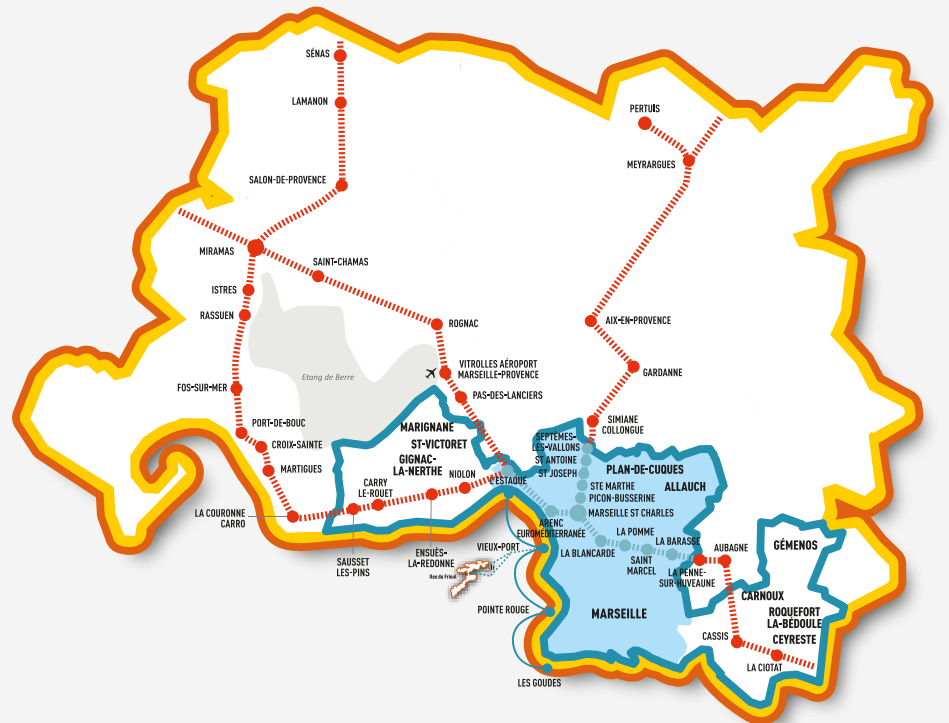 SÉNAS
LAMANON
PERTUIS
MEYRARGUES
SALON-DE-PROVENCE
MIRAMAS
SAINT-CHAMAS
ISTRES
RASSUEN
ROGNAC
AIX-EN-PROVENCE
Etang de Berre
VITROLLES AÉROPORT
MARSEILLE-PROVENCE
GARDANNE
FOS-SUR-MER
PAS-DES-LANCIERS
PORT-DE-BOUC
CROIX-SAINTE
MARTIGUES
MARIGNANE
ST-VICTORET
GIGNAC-
LA-NERTHE
SIMIANE
COLLONGUE
SEPTÈMES-
LES-VALLONS
ST ANTOINE
ST JOSEPH
PLAN-DE-CUQUES
ALLAUCH
NIOLON
L'ESTAQUE
CARRY
LE-ROUET
STE MARTHE
PICON-BUSSERINE
MARSEILLE ST CHARLES
LA COURONNE
CARRO
ARENC
EUROMÉDITERRANÉE
LA POMME
LA BARASSE
LA BLANCARDE
SAINT
MARCEL
SAUSSET
LES-PINS
ENSUÈS-
LA-REDONNE
VIEUX-PORT
If
Iles du Frioul
AUBAGNE
GÉMENOS
LA PENNE-
SUR-HUVEAUNE
CARNOUX
ROQUEFORT
LA-BÉDOULE
CEYRESTE
POINTE ROUGE
MARSEILLE
CASSIS
LA CIOTAT
LES GOUDES